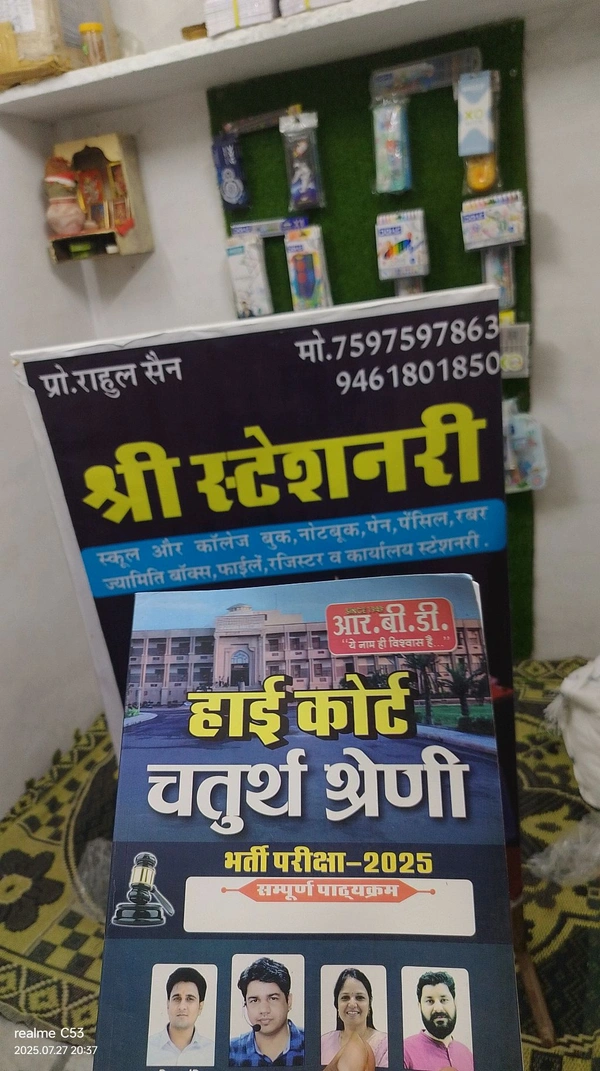 प्रो.राहुल सैन
मो.7597597863
9461801850
श्री स्टेशनरी
स्कूल और कॉलेज बुक,नोटबूक,पेन,पेंसिल,रबर
ज्यामिति बॉक्स,फाईलें,रजिस्टर व कार्यालय स्टेशनरी.
आर.बी.डी.
"ये नाम ही विश्वास है..."
हाई कोर्ट
चतुर्थ श्रेणी
भर्ती परीक्षा-2025
सम्पूर्ण पाठ्यक्रम
realme C53
2025.07.27 20:37